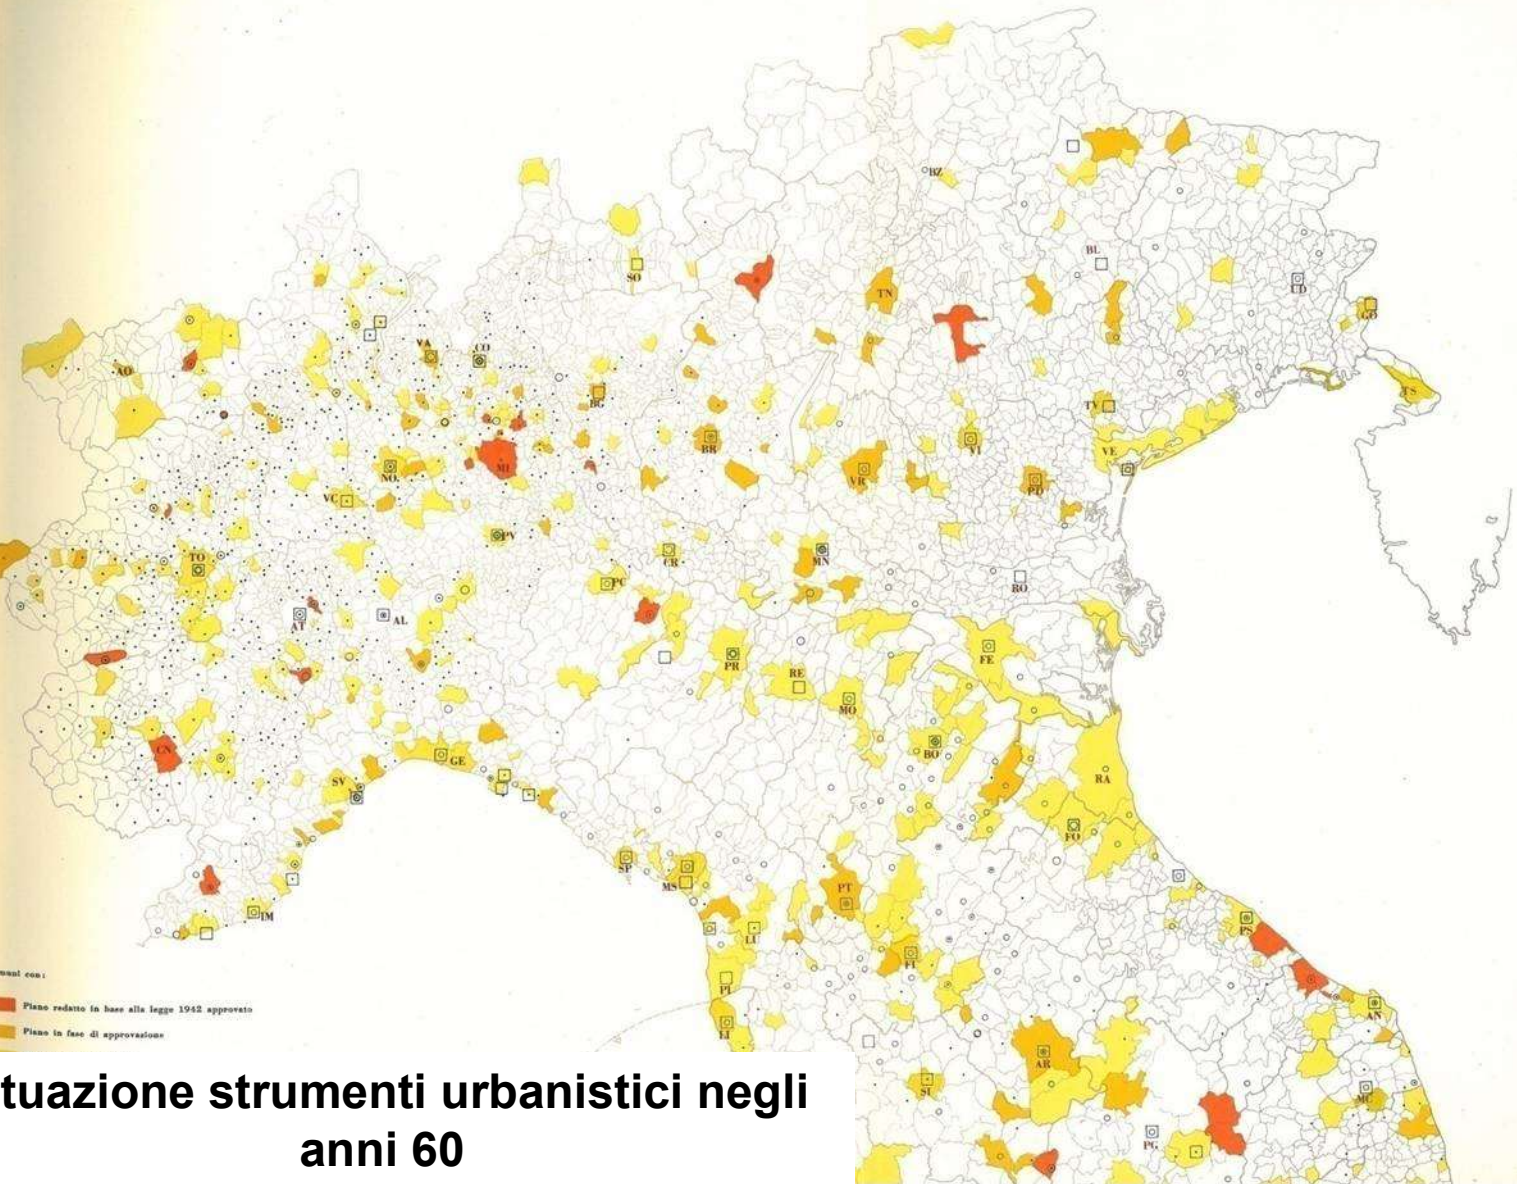 BZ
BL
SO
TN
UD
GO
VA
CO
AO
BG
TV
TS
BR
VI
VE
MI
NO.
VR
PD
VC
PV
TO
CR
MN
PC
RO
AT
AL
PR
FE
RE
MO
CN
BO
GE
RA
SV
FO
SP
MS
PT
IM
LU
PS
FI
PI
AN
LI
AR
SI
MC
PG
Piano redatto in base alla legge 1942 approvato
Piano in fase di approvazione
tuazione strumenti urbanistici negli
anni 60